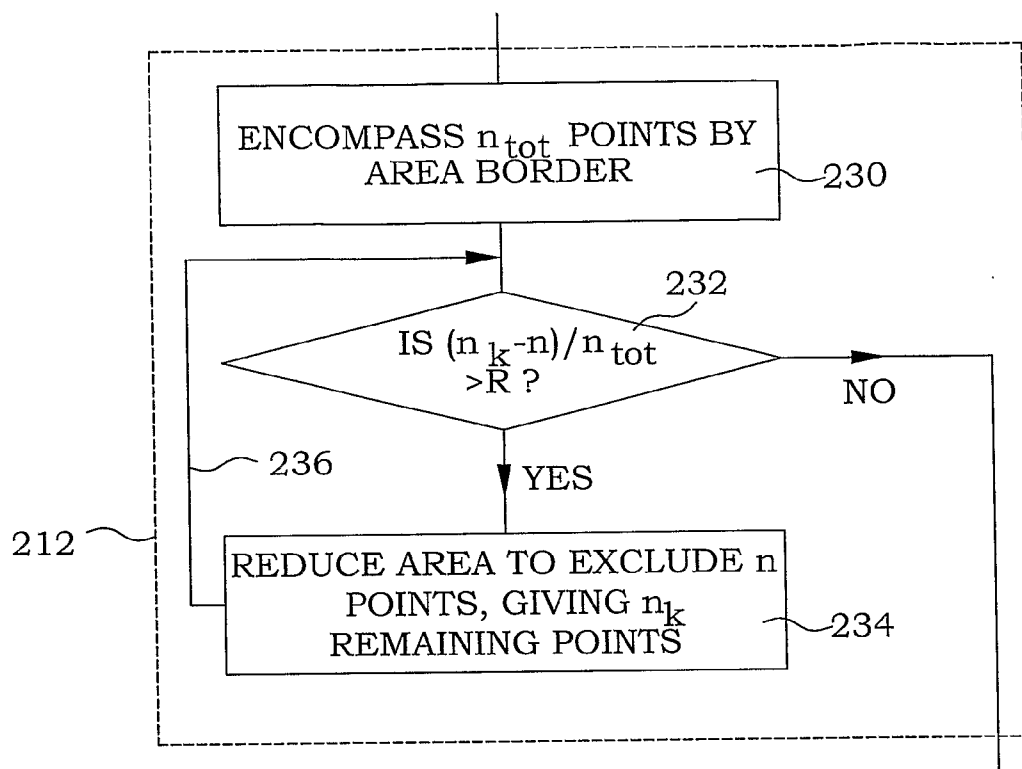 ENCOMPASS n_tot POINTS BY
AREA BORDER
230
232
IS (n_k-n)/n_tot
>R ?
NO
236
YES
212
REDUCE AREA TO EXCLUDE n
POINTS, GIVING n_k
REMAINING POINTS
234